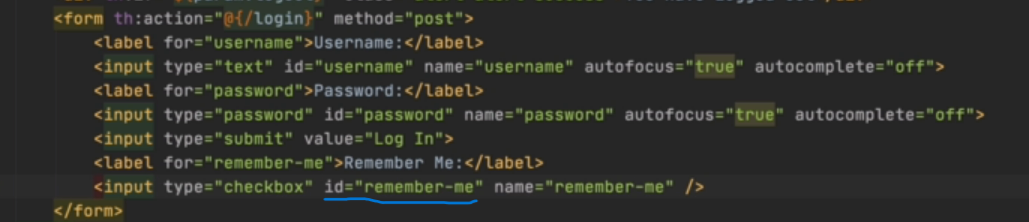 <form th:action="@{/login}" method="post">
<label for="username">Username:</label>
<input type="text" id="username" name="username" autofocus="true" autocomplete="off">
<label for="password">Password:</label>
<input type="password" id="password" name="password" autofocus="true" autocomplete="off">
<input type="submit" value="Log In">
<label for="remember-me">Remember Me:</label>
<input type="checkbox" id="remember-me" name="remember-me" />
</form>